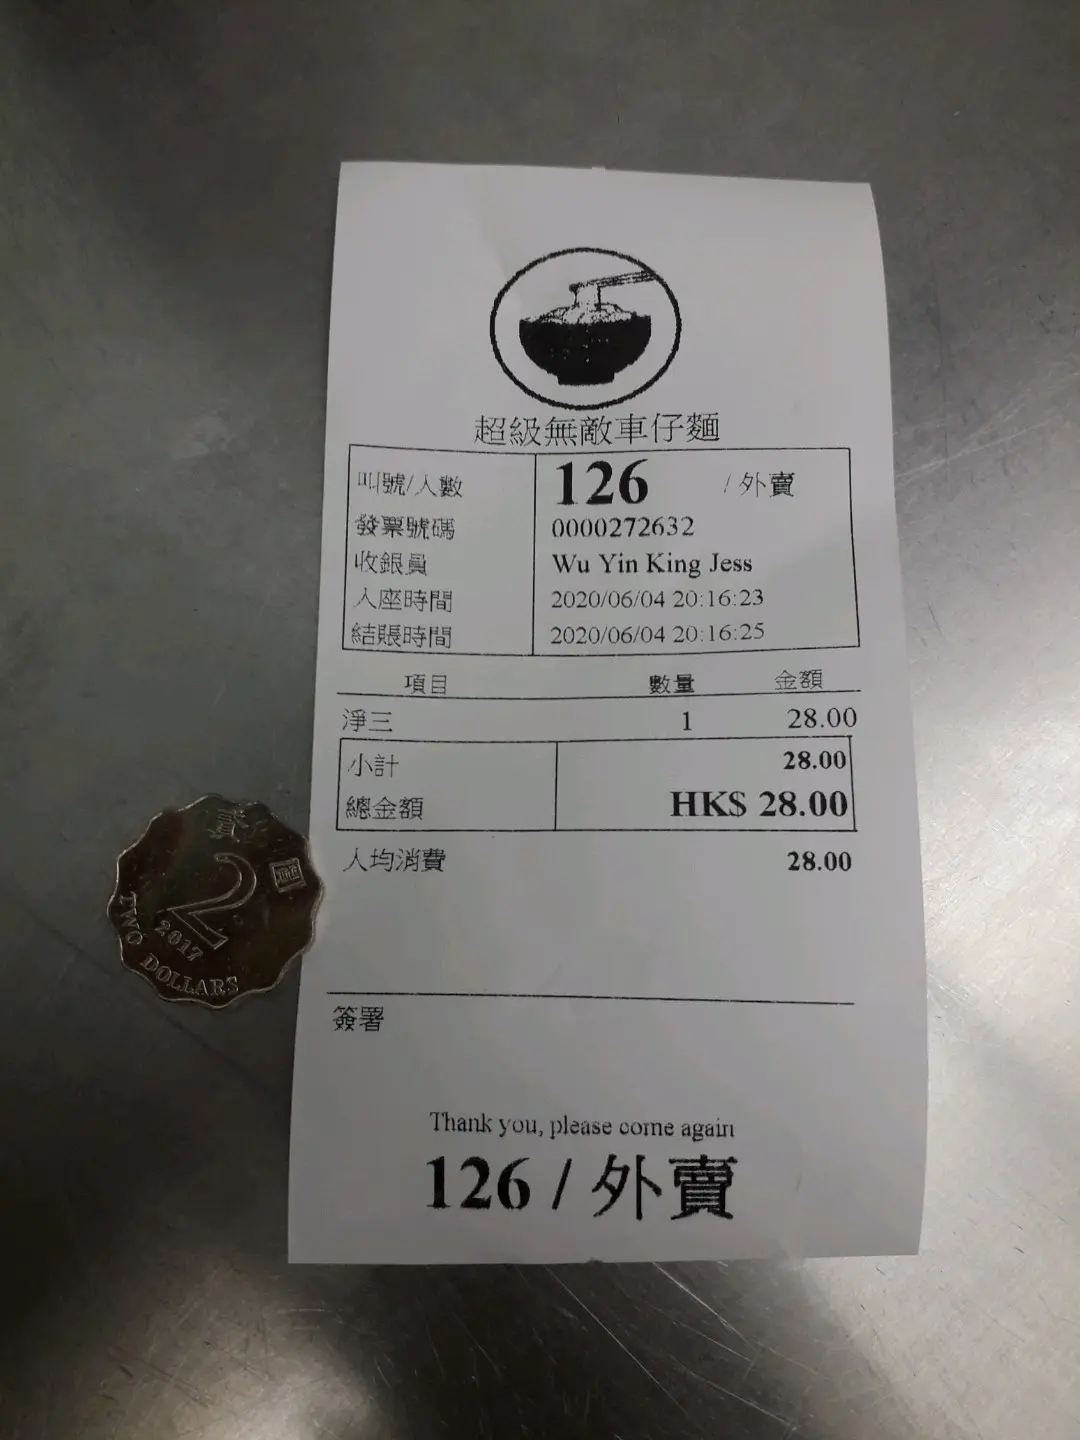 超級無敵車仔麵
叫號/人數 126 / 外賣
發票號碼 0000272632
收銀員 Wu Yin King Jess
入座時間 2020/06/04 20:16:23
結賬時間 2020/06/04 20:16:25
項目 數量 金額
淨三 1 28.00
小計 28.00
總金額 HK$ 28.00
人均消費 28.00
簽署
Thank you, please come again
126 / 外賣
圓
2
2017
TWO DOLLARS